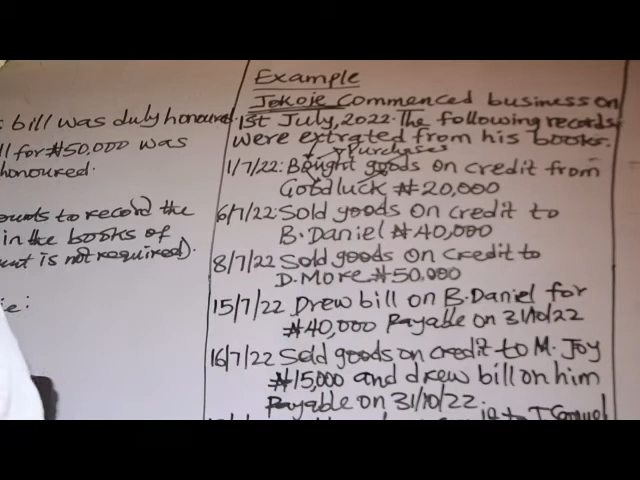 bill was duly honoured.
for ₦50,000 was
honoured.
to record the
in the books of
is not required).
Example
Jokoje Commenced business on
1st July, 2022. The following records
were extrated from his books.
Purchases
1/7/22: Bought goods on credit from
Goodluck ₦20,000
6/7/22: Sold goods on credit to
B. Daniel ₦40,000
8/7/22 Sold goods on credit to
D. More ₦50,000
15/7/22 Drew bill on B. Daniel for
₦40,000 Payable on 31/10/22
16/7/22 Sold goods on credit to M. Joy
₦15,000 and drew bill on him
Payable on 31/10/22